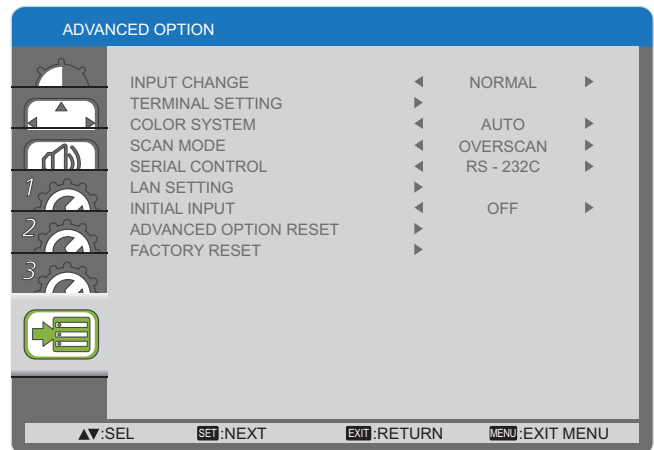 ADVANCED OPTION
INPUT CHANGE ◀ NORMAL ▶
TERMINAL SETTING ▶
COLOR SYSTEM ◀ AUTO ▶
SCAN MODE ◀ OVERSCAN ▶
SERIAL CONTROL ◀ RS - 232C ▶
LAN SETTING ▶
INITIAL INPUT ◀ OFF ▶
ADVANCED OPTION RESET ▶
FACTORY RESET ▶
1
2
3
▲▼:SEL SET:NEXT EXIT:RETURN MENU:EXIT MENU